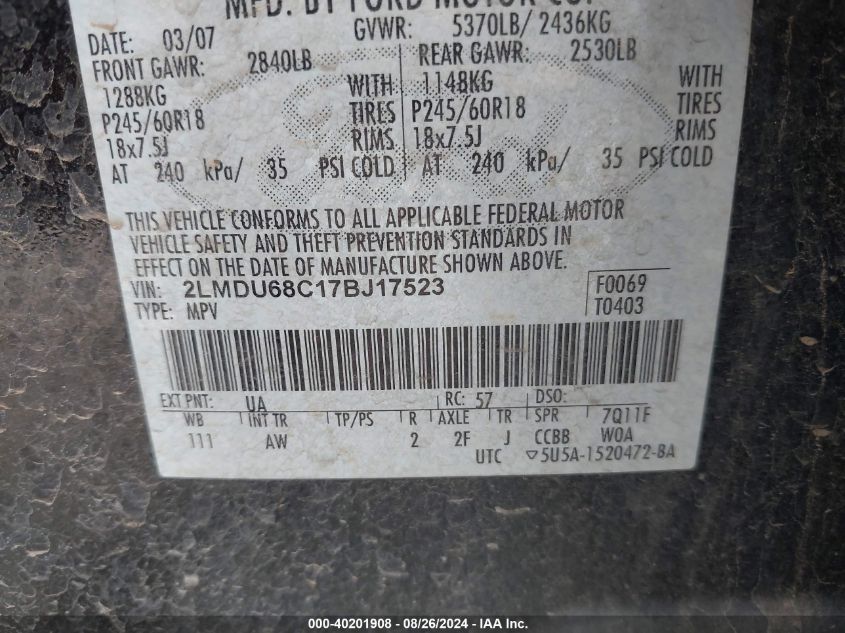 MFD. BY FORD MOTOR CO.
DATE: 03/07 GVWR: 5370LB/ 2436KG
FRONT GAWR: 2840LB REAR GAWR: 2530LB
1288KG WITH 1148KG WITH
P245/60R18 TIRES P245/60R18 TIRES
18x7.5J RIMS 18x7.5J RIMS
AT 240 kPa/ 35 PSI COLD AT 240 kPa/ 35 PSI COLD
THIS VEHICLE CONFORMS TO ALL APPLICABLE FEDERAL MOTOR
VEHICLE SAFETY AND THEFT PREVENTION STANDARDS IN
EFFECT ON THE DATE OF MANUFACTURE SHOWN ABOVE.
VIN: 2LMDU68C17BJ17523 F0069
TYPE: MPV T0403
EXT PNT: UA RC: 57 DSO:
WB INT TR TP/PS R AXLE TR SPR 7Q11F
111 AW 2 2F J CCBB WOA
UTC ▽5U5A-1520472-BA
000-40201908 - 08/26/2024 - IAA Inc.